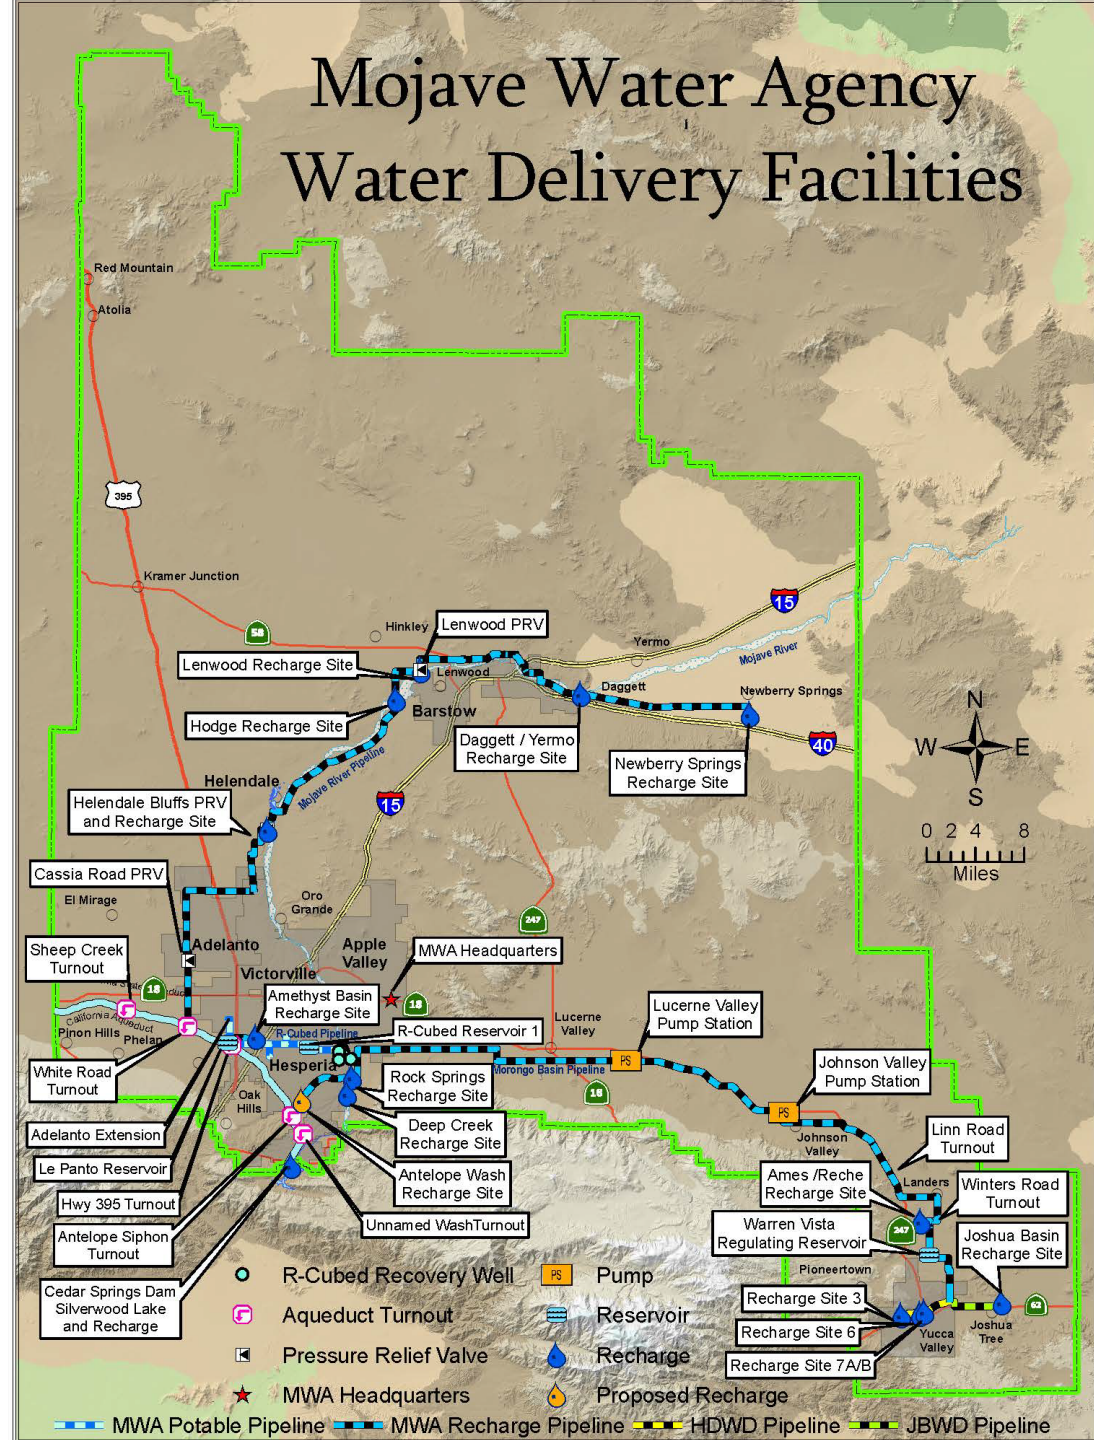 Mojave Water Agency
Water Delivery Facilities
Red Mountain
Atolia
395
Kramer Junction
58
Hinkley
Lenwood PRV
15
Yermo
Mojave River
Lenwood Recharge Site
Lenwood
Daggett
Newberry Springs
Hodge Recharge Site
Barstow
Daggett / Yermo
Recharge Site
40
Newberry Springs
Recharge Site
N
W
E
S
Helendale
Mojave River Pipeline
15
Helendale Bluffs PRV
and Recharge Site
0 2 4 8
Miles
Cassia Road PRV
El Mirage
Oro
Grande
247
Sheep Creek
Turnout
Adelanto
Apple
Valley
MWA Headquarters
Victorville
18
Amethyst Basin
Recharge Site
18
Lucerne Valley
Pump Station
California Aqueduct
Pinon Hills
Phelan
R-Cubed Pipeline
R-Cubed Reservoir 1
Lucerne
Valley
White Road
Turnout
Hesperia
Morongo Basin Pipeline
PS
Johnson Valley
Pump Station
Rock Springs
Recharge Site
18
Oak
Hills
PS
Adelanto Extension
Deep Creek
Recharge Site
Johnson
Valley
Linn Road
Turnout
Le Panto Reservoir
Antelope Wash
Recharge Site
Ames /Reche
Recharge Site
Landers
Winters Road
Turnout
Hwy 395 Turnout
Unnamed WashTurnout
Warren Vista
Regulating Reservoir
247
Joshua Basin
Recharge Site
Antelope Siphon
Turnout
Pioneertown
Cedar Springs Dam
Silverwood Lake
and Recharge
Recharge Site 3
62
Recharge Site 6
Yucca
Valley
Joshua
Tree
Recharge Site 7A/B
R-Cubed Recovery Well
PS
Pump
Aqueduct Turnout
Reservoir
Pressure Relief Valve
Recharge
MWA Headquarters
Proposed Recharge
MWA Potable Pipeline
MWA Recharge Pipeline
HDWD Pipeline
JBWD Pipeline